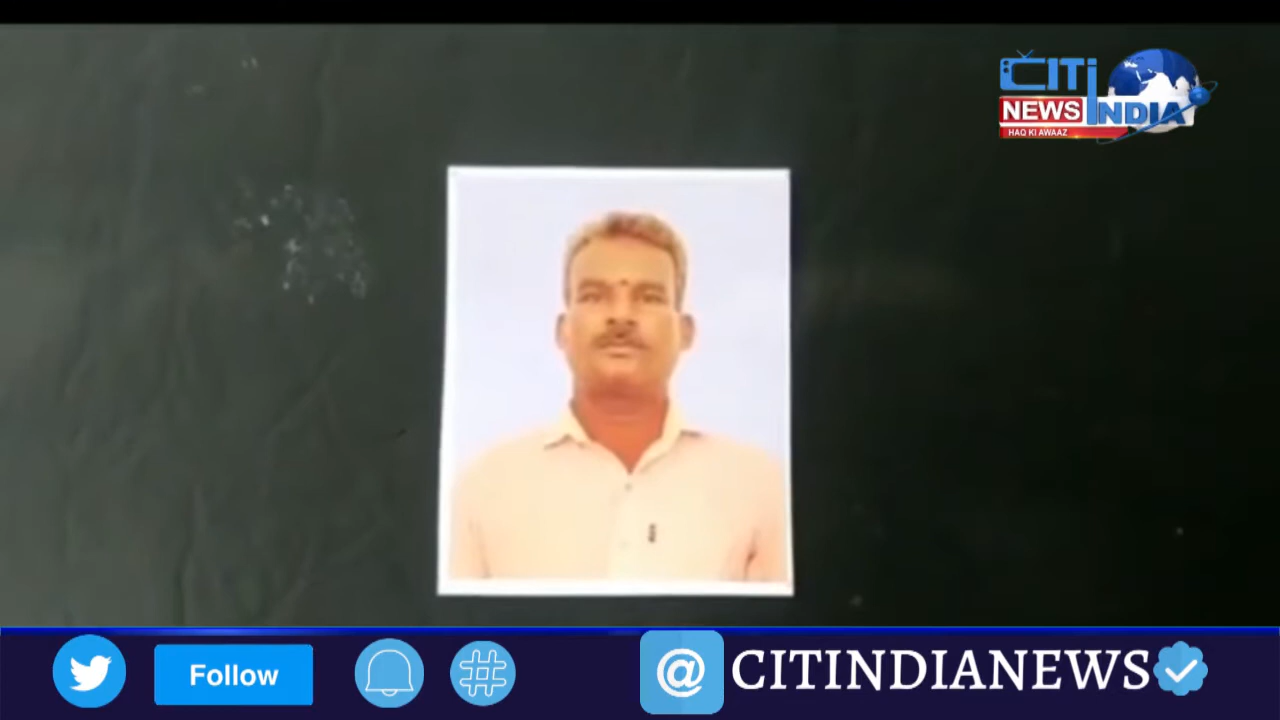 CITI
NEWS INDIA
HAQ KI AWAAZ
Follow
@ CITINDIANEWS